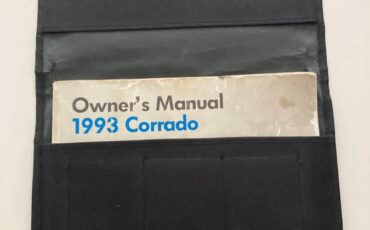 Owner's Manual
1993 Corrado